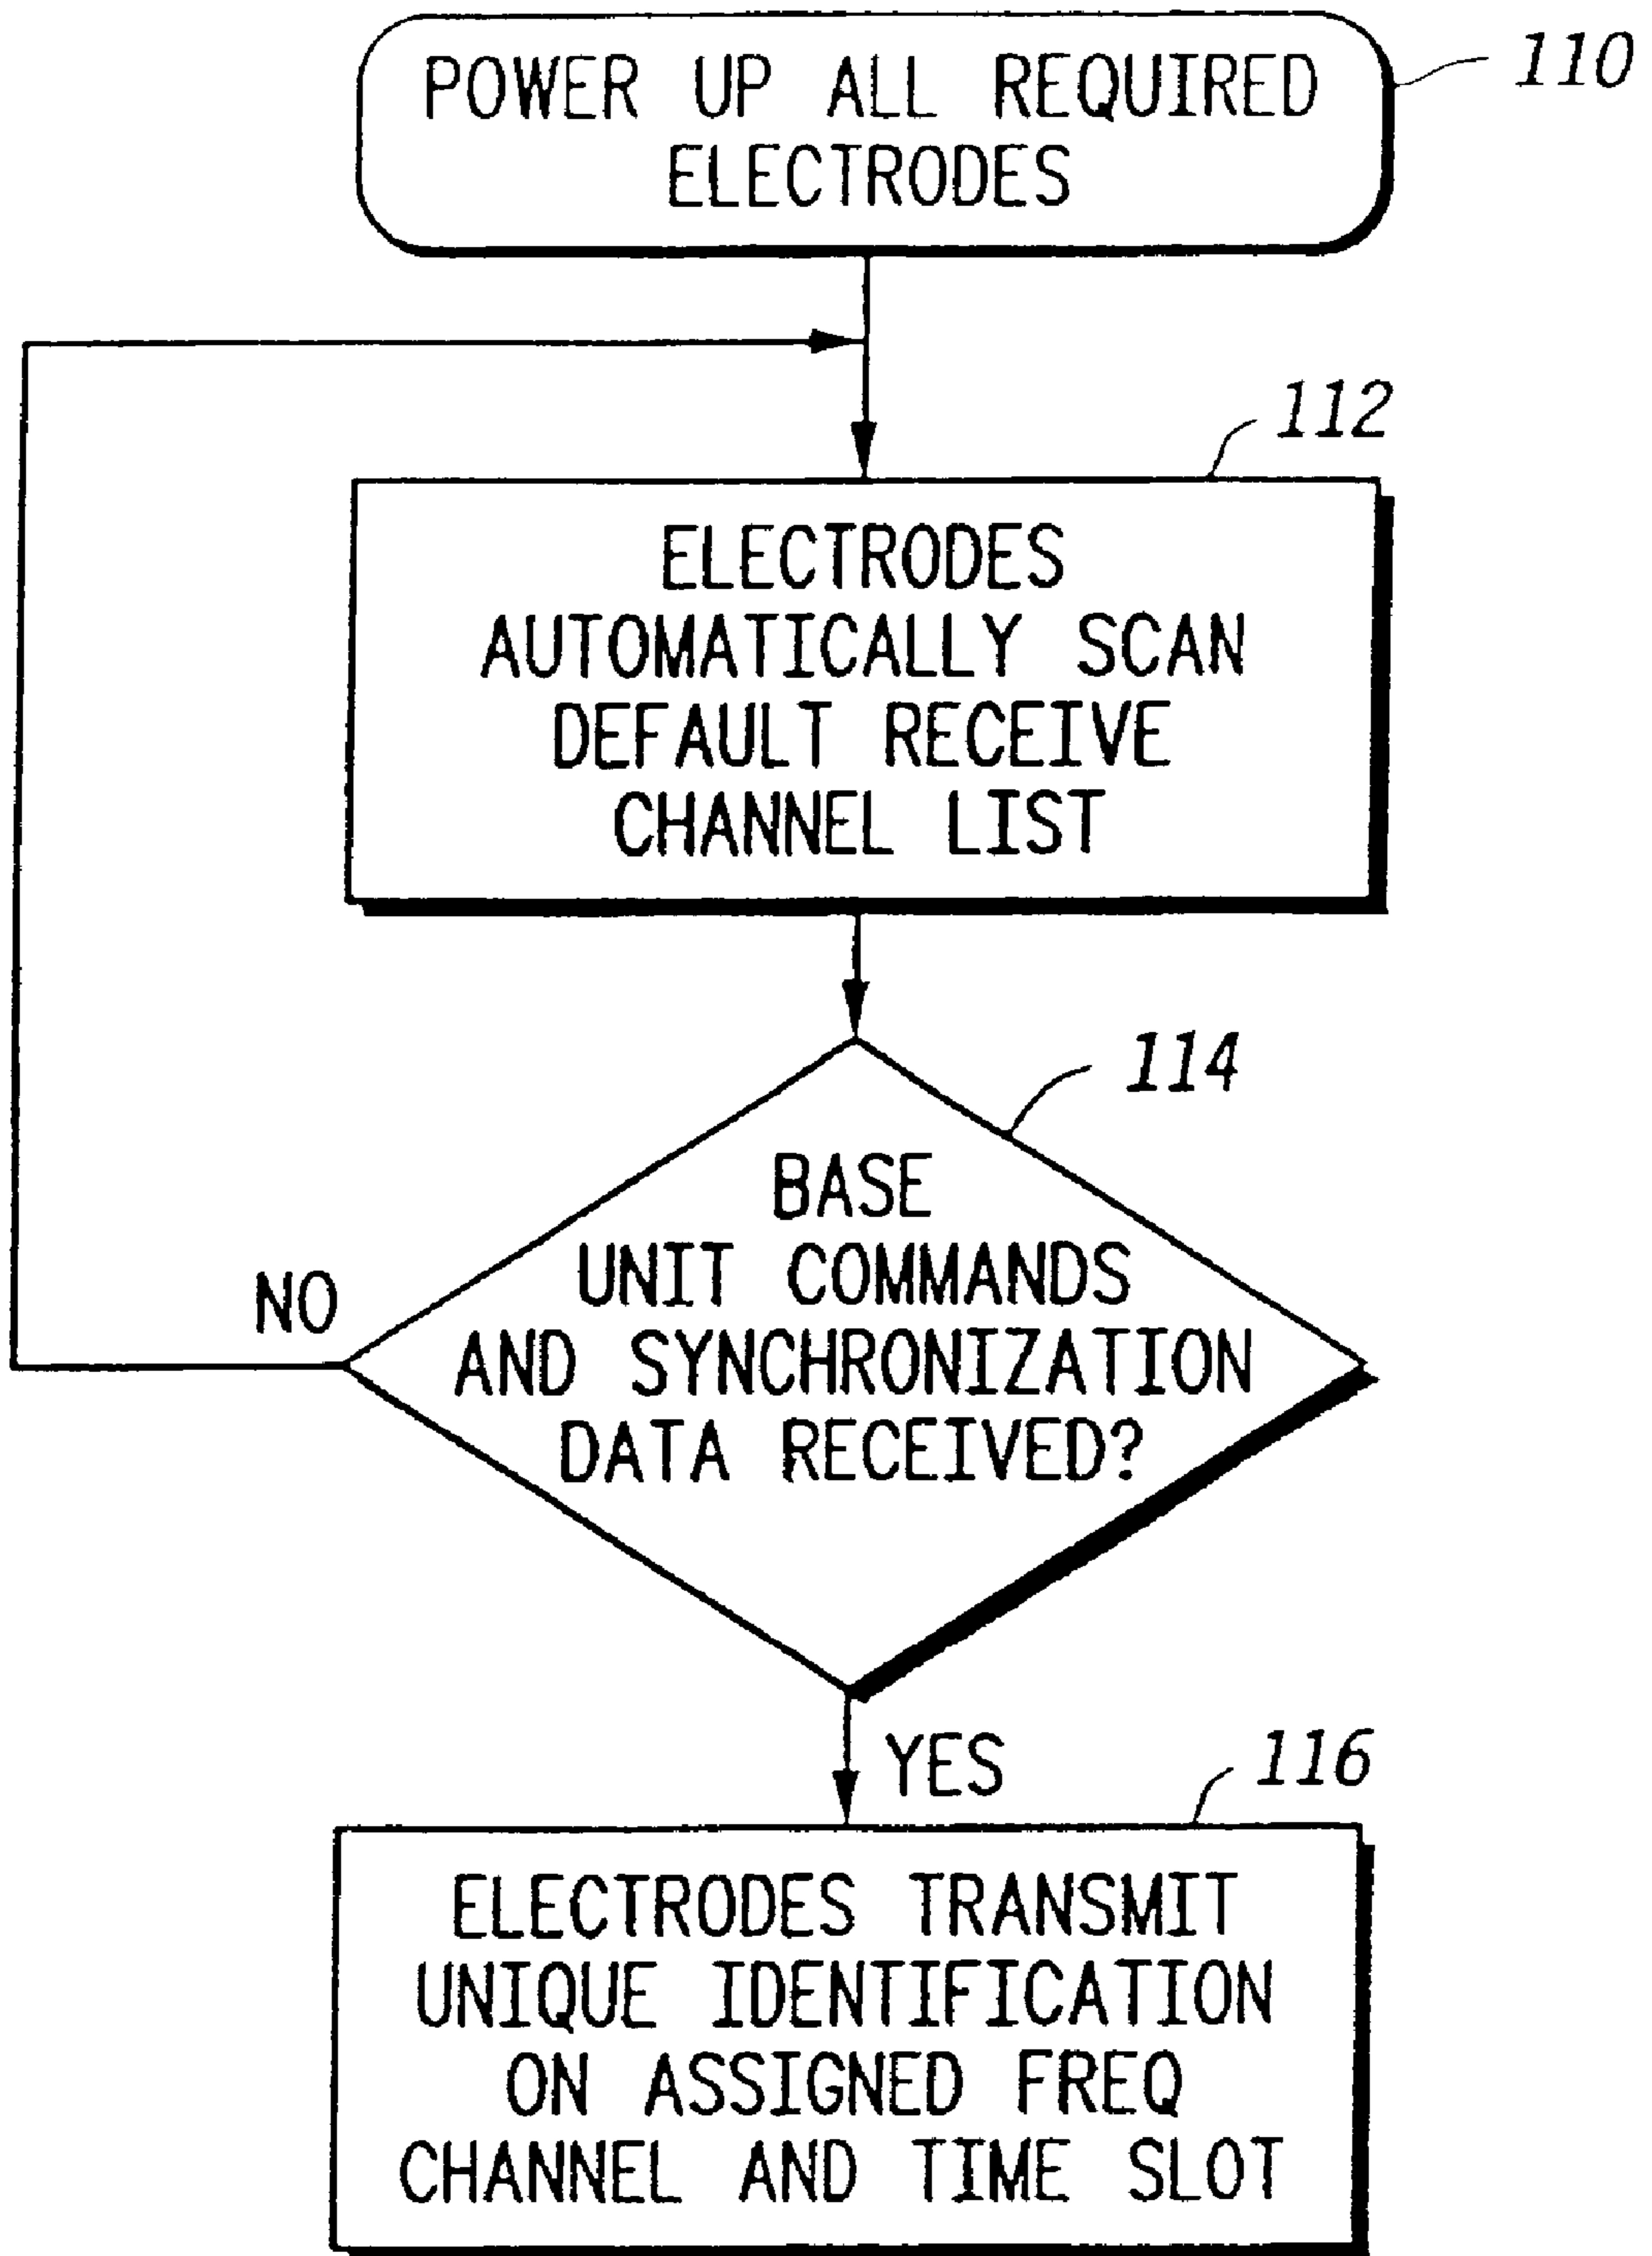 POWER UP ALL REQUIRED
ELECTRODES
110
112
ELECTRODES
AUTOMATICALLY SCAN
DEFAULT RECEIVE
CHANNEL LIST
114
BASE
UNIT COMMANDS
AND SYNCHRONIZATION
DATA RECEIVED?
NO
YES
116
ELECTRODES TRANSMIT
UNIQUE IDENTIFICATION
ON ASSIGNED FREQ
CHANNEL AND TIME SLOT